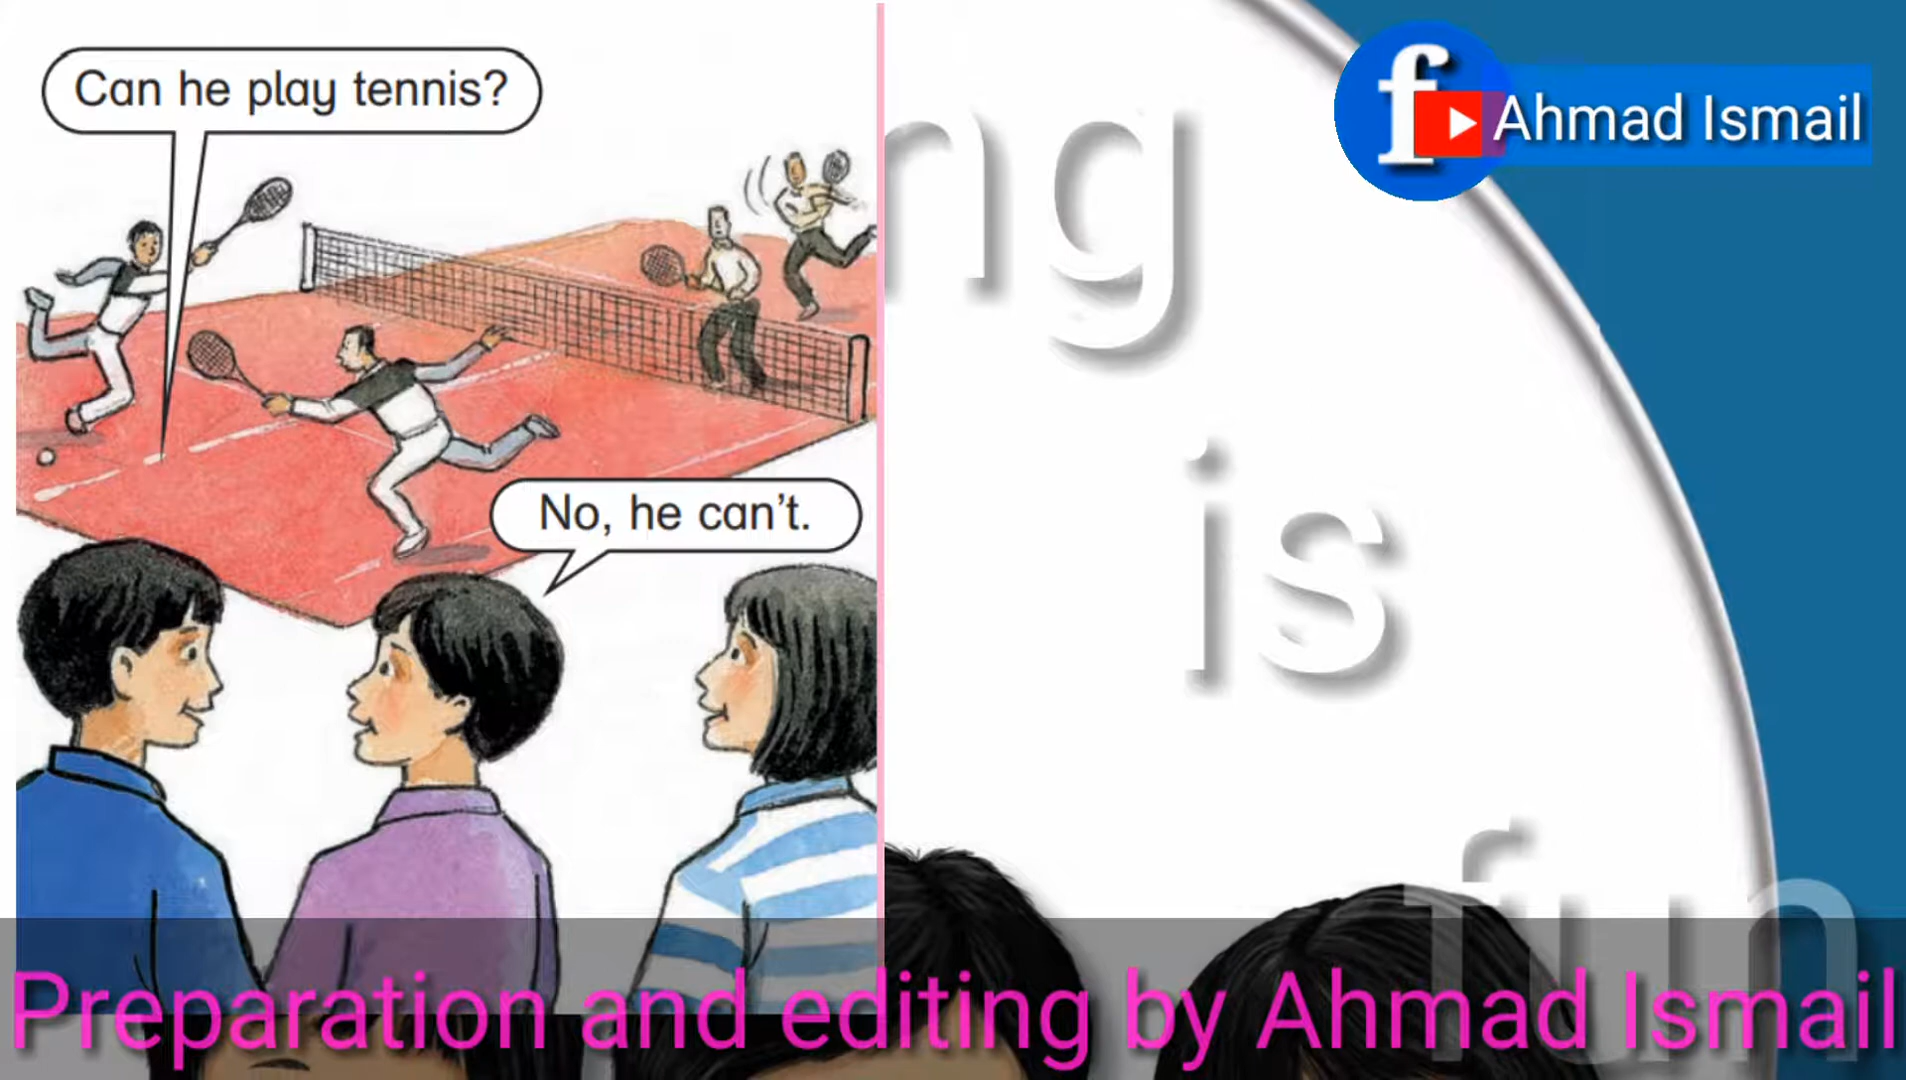 Can he play tennis?
No, he can't.
ng
is
fun
f Ahmad Ismail
Preparation and editing by Ahmad Ismail